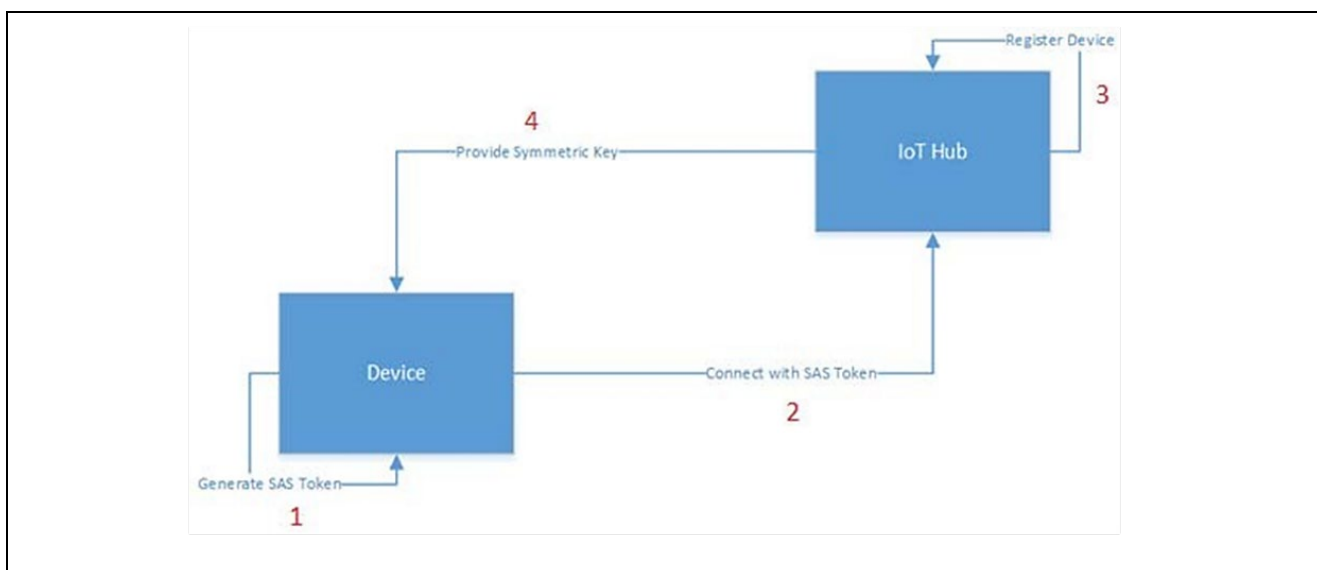 Register Device
3
4
Provide Symmetric Key
IoT Hub
Device
Connect with SAS Token
2
Generate SAS Token
1